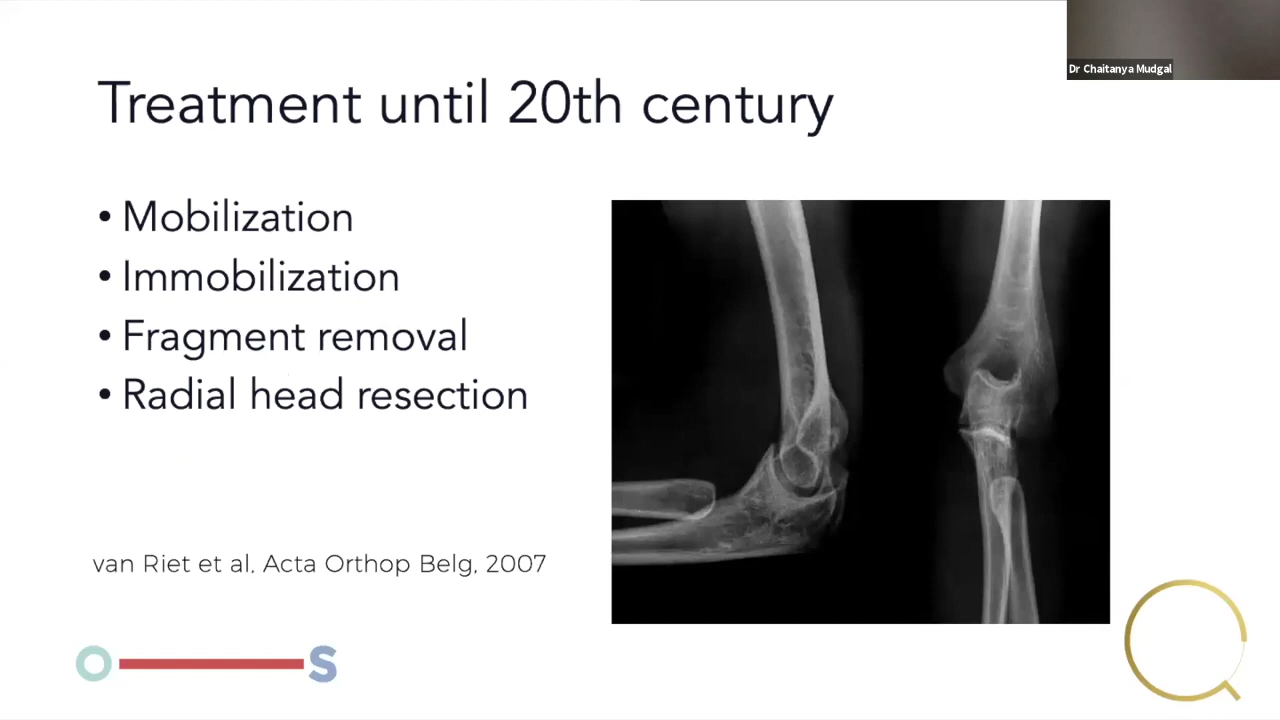 Dr Chaitanya Mudgal
Treatment until 20th century
• Mobilization
• Immobilization
• Fragment removal
• Radial head resection
van Riet et al. Acta Orthop Belg, 2007
O S